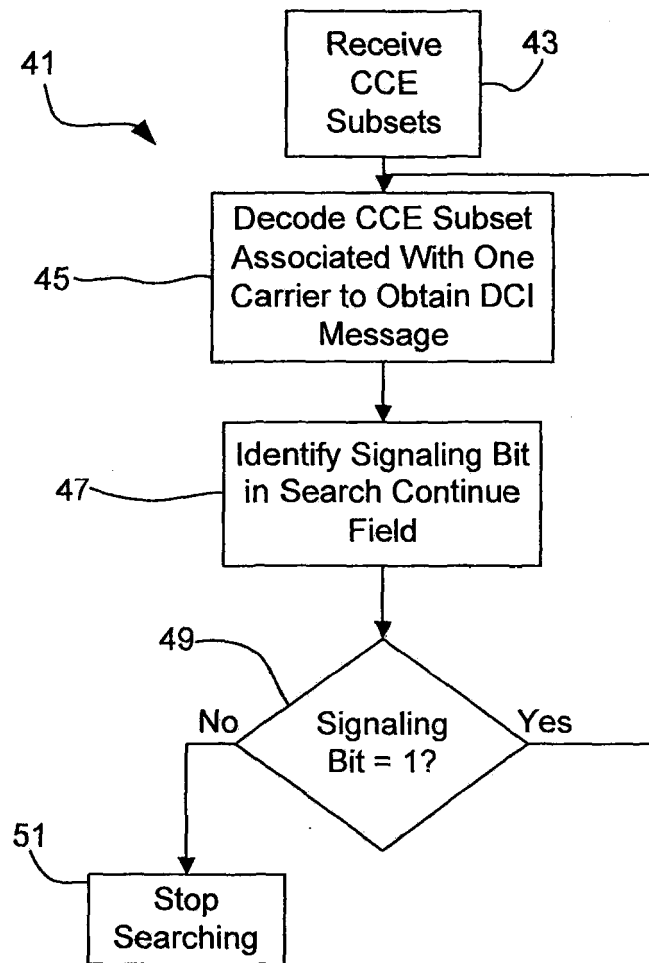 41
Receive
CCE
Subsets
43
45
Decode CCE Subset
Associated With One
Carrier to Obtain DCI
Message
47
Identify Signaling Bit
in Search Continue
Field
49
No
Signaling
Bit = 1?
Yes
51
Stop
Searching